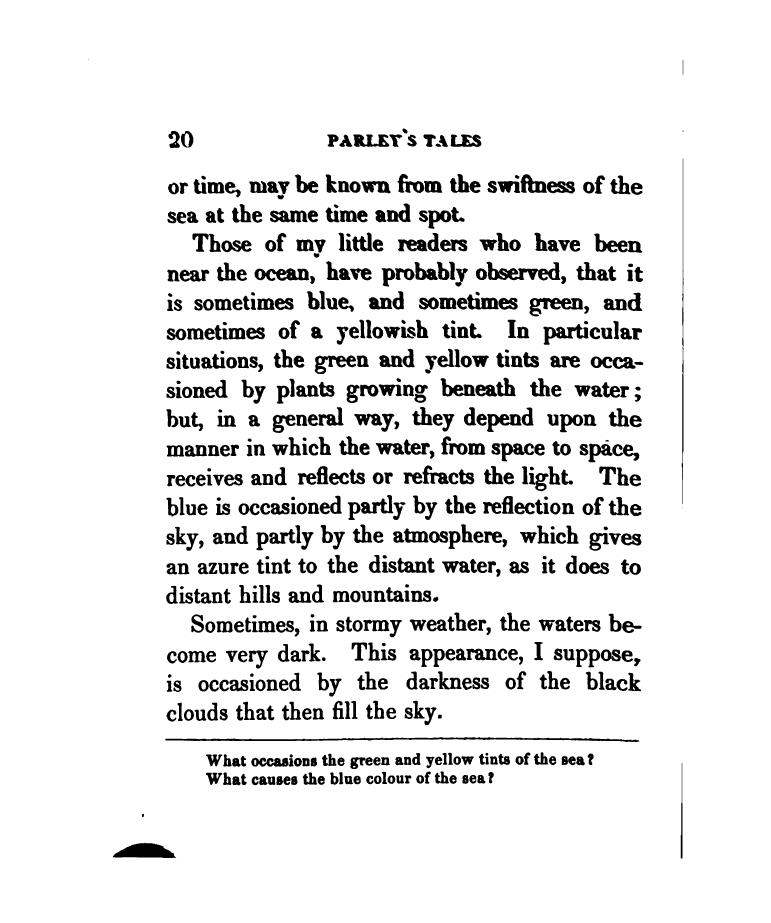 20 PARLEY'S TALES
or time, may be known from the swiftness of the
sea at the same time and spot.
Those of my little readers who have been
near the ocean, have probably observed, that it
is sometimes blue, and sometimes green, and
sometimes of a yellowish tint. In particular
situations, the green and yellow tints are occa-
sioned by plants growing beneath the water;
but, in a general way, they depend upon the
manner in which the water, from space to space,
receives and reflects or refracts the light. The
blue is occasioned partly by the reflection of the
sky, and partly by the atmosphere, which gives
an azure tint to the distant water, as it does to
distant hills and mountains.
Sometimes, in stormy weather, the waters be-
come very dark. This appearance, I suppose,
is occasioned by the darkness of the black
clouds that then fill the sky.
What occasions the green and yellow tints of the sea?
What causes the blue colour of the sea?